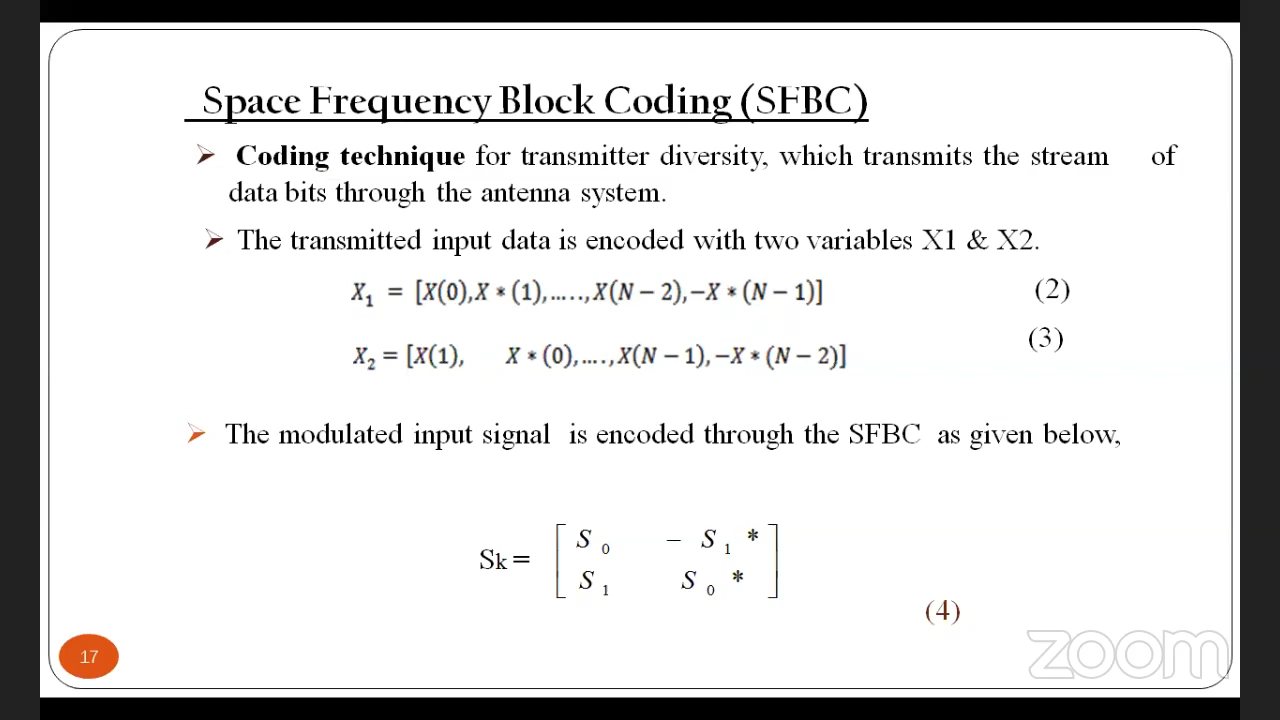 Space Frequency Block Coding (SFBC)
➢ Coding technique for transmitter diversity, which transmits the stream of
data bits through the antenna system.
➢ The transmitted input data is encoded with two variables X1 & X2.
X₁ = [X(0), X * (1), ....., X(N − 2), −X * (N − 1)] (2)
(3)
X₂ = [X(1), X * (0), ...., X(N − 1), −X * (N − 2)]
➢ The modulated input signal is encoded through the SFBC as given below,
S₀ − S₁ *
Sk =
S₁ S₀ *
(4)
17
zoom